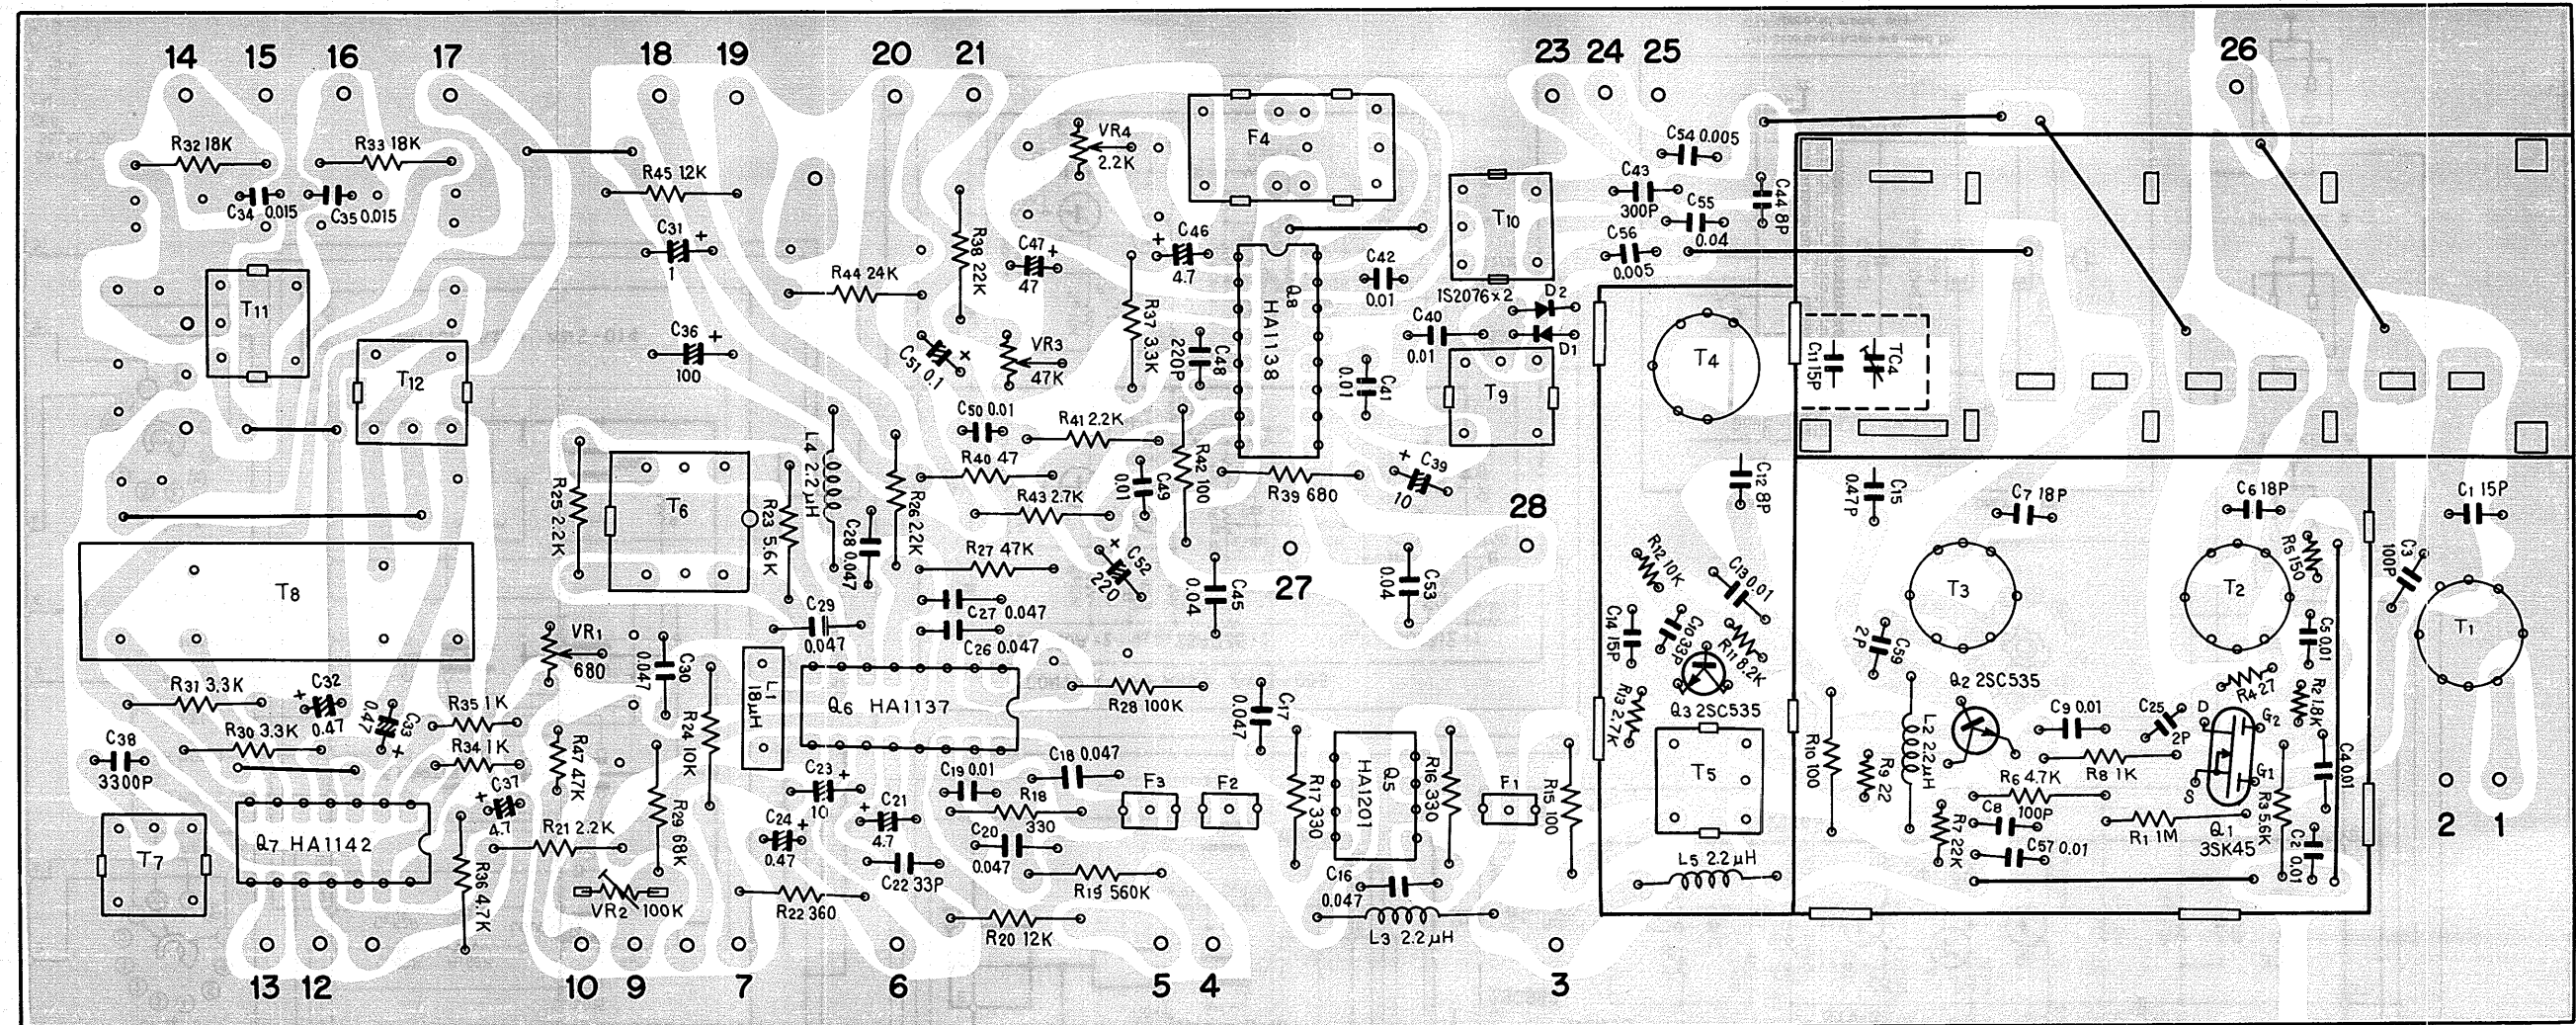 14 15 16 17 18 19 20 21 23 24 25 26
R32 18K
R33 18K
R45 1.2K
VR4
2.2K
F4
C54 0.005
C43
300P
C55
0.04
C56
0.005
C44 8P
C34 0.015
C35 0.015
C31 +
1
R44 24K
R38 22K
C47 +
47
+ C46
4.7
C42
0.01
T10
1S2076×2
D2
D1
T11
T12
C36 +
100
C51 0.1
VR3
47K
R37 3.3K
C48
220P
Q8
HA1138
C40
0.01
C41
0.01
T9
T4
C11 15P
TC4
R25 2.2K
T6
R23 5.6K
L4 2.2μH
C28 0.047
R26 2.2K
C50 0.01
R41 2.2K
R40 47
R43 2.7K
C49
0.01
R42 100
R39 680
+ C39
10
C12 8P
C15
0.47P
C7 18P
C6 18P
C1 15P
28
27
T8
R27 47K
C52
220
C45
0.04
C53
0.04
C27 0.047
C26 0.047
C29
0.047
R12 10K
C13 0.01
C14 15P
C10 33P
R11 8.2K
T3
T2
R5 150
C3
100P
T1
C5 0.01
C59
2P
VR1
680
C30
0.047
R31 3.3K
+ C32
0.47
C33
0.47
+
R35 1K
R30 3.3K
R34 1K
C38
3300P
R24 10K
L1
18μH
Q6 HA1137
R28 100K
C17
0.047
R13 2.7K
Q3 2SC535
Q2 2SC535
R4 27
R2 1.8K
C9 0.01
C25
2P
D
G2
G1
S
C4 0.01
R47 47K
C37
+
4.7
R29 68K
C23 +
10
C19 0.01
C18 0.047
R18
330
F3
F2
R17 330
Q5
HA1201
R16 330
F1
R15 100
T5
R10 100
R9 22
L2 2.2μH
R8 1K
R6 4.7K
C8
100P
R7 22K
R1 1M
Q1
3SK45
R3 5.6K
C2 0.01
C57 0.01
2 1
T7
Q7 HA1142
R21 2.2K
C24 +
0.47
+ C21
4.7
C20
0.047
C22 33P
R19 560K
C16
0.047
L5 2.2μH
R36 4.7K
VR2 100K
R22 360
R20 12K
L3 2.2μH
13 12 10 9 7 6 5 4 3